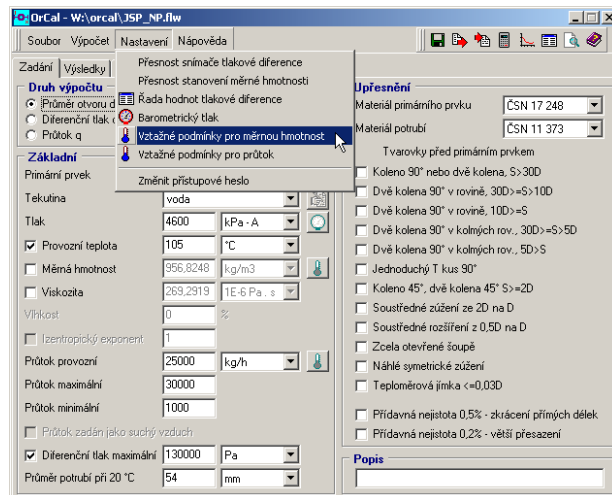 OrCal - W:\orcal\JSP_NP.flw
Soubor Výpočet Nastavení Nápověda
Přesnost snímače tlakové diference
Přesnost stanovení měrné hmotnosti
Řada hodnot tlakové diference
Barometrický tlak
Vztažné podmínky pro měrnou hmotnost
Vztažné podmínky pro průtok
Změnit přístupové heslo
Zadání Výsledky
Druh výpočtu
Průměr otvoru d
Diferenční tlak
Průtok q
Základní
Primární prvek
Tekutina voda
Tlak 4600 kPa - A
Provozní teplota 105 °C
Měrná hmotnost 956,8248 kg/m3
Viskozita 269,2919 1E-6 Pa . s
Vlhkost 0 %
Izentropický exponent 1
Průtok provozní 25000 kg/h
Průtok maximální 30000
Průtok minimální 1000
Průtok zadán jako suchý vzduch
Diferenční tlak maximální 130000 Pa
Průměr potrubí při 20 °C 54 mm
Upřesnění
Materiál primárního prvku ČSN 17 248
Materiál potrubí ČSN 11 373
Tvarovky před primárním prvkem
Koleno 90° nebo dvě kolena, S>30D
Dvě kolena 90° v rovině, 30D>=S>10D
Dvě kolena 90° v rovině, 10D>=S
Dvě kolena 90° v kolmých rov., 30D>=S>5D
Dvě kolena 90° v kolmých rov., 5D>S
Jednoduchý T kus 90°
Koleno 45°, dvě kolena 45° S>=2D
Soustředné zúžení ze 2D na D
Soustředné rozšíření z 0,5D na D
Zcela otevřené šoupě
Náhlé symetrické zúžení
Teploměrová jímka <=0,03D
Přídavná nejistota 0,5% - zkrácení přímých délek
Přídavná nejistota 0,2% - větší přesazení
Popis